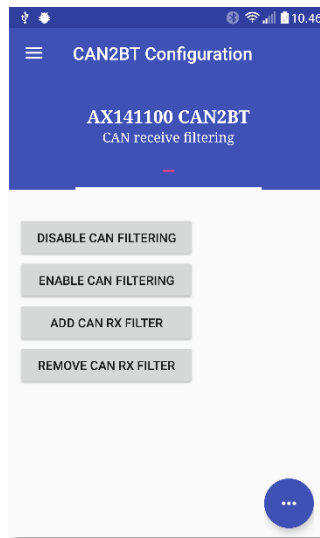 10.46
CAN2BT Configuration
AX141100 CAN2BT
CAN receive filtering
DISABLE CAN FILTERING
ENABLE CAN FILTERING
ADD CAN RX FILTER
REMOVE CAN RX FILTER